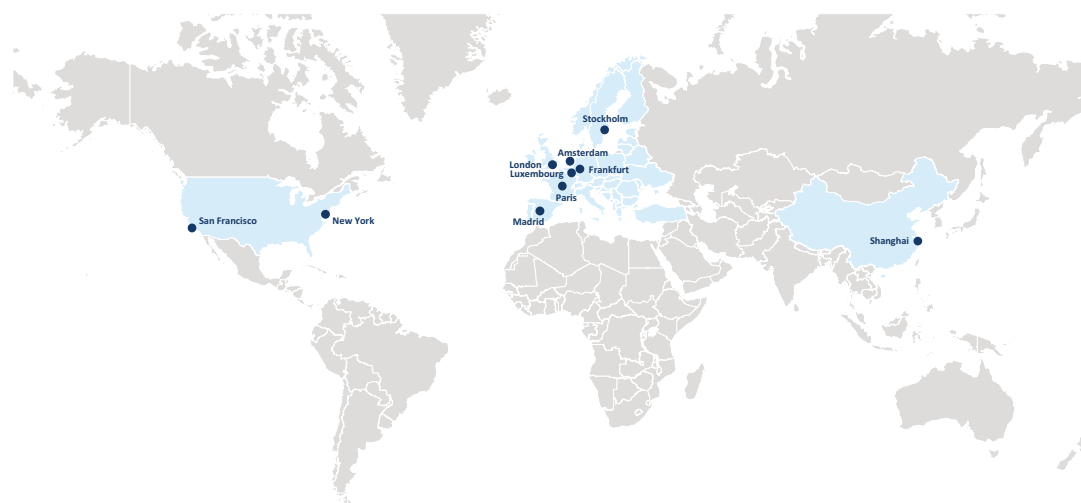 Stockholm
Amsterdam
London
Frankfurt
Luxembourg
Paris
San Francisco
New York
Madrid
Shanghai